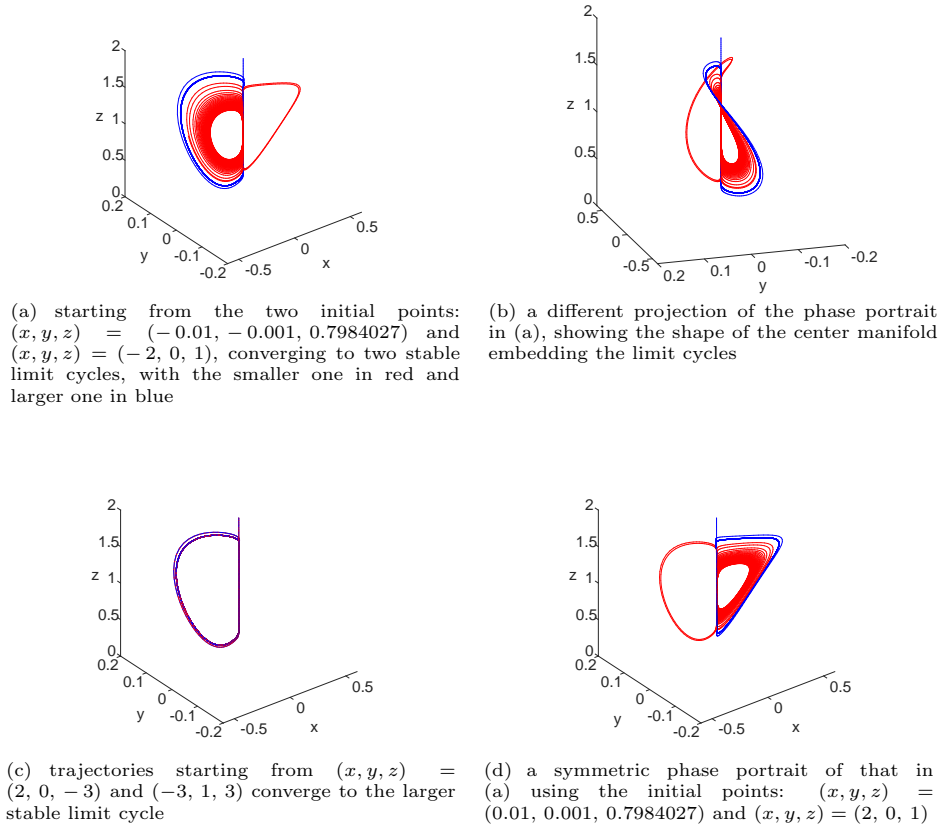 2
1.5
z
1
0.5
0
0.2
0.1
0
-0.1
-0.2
y
-0.5
0
0.5
x
2
1.5
z
1
0.5
0
0.5
0
-0.5
0.2
0.1
0
-0.1
-0.2
y
(a) starting from the two initial points:
(x, y, z) = (−0.01, −0.001, 0.7984027) and
(x, y, z) = (−2, 0, 1), converging to two stable
limit cycles, with the smaller one in red and
larger one in blue
(b) a different projection of the phase portrait
in (a), showing the shape of the center manifold
embedding the limit cycles
2
1.5
z
1
0.5
0
0.2
0.1
0
-0.1
-0.2
y
-0.5
0
0.5
x
2
1.5
z
1
0.5
0
0.2
0.1
0
-0.1
-0.2
y
-0.5
0
0.5
x
(c) trajectories starting from (x, y, z) =
(2, 0, −3) and (−3, 1, 3) converge to the larger
stable limit cycle
(d) a symmetric phase portrait of that in
(a) using the initial points: (x, y, z) =
(0.01, 0.001, 0.7984027) and (x, y, z) = (2, 0, 1)